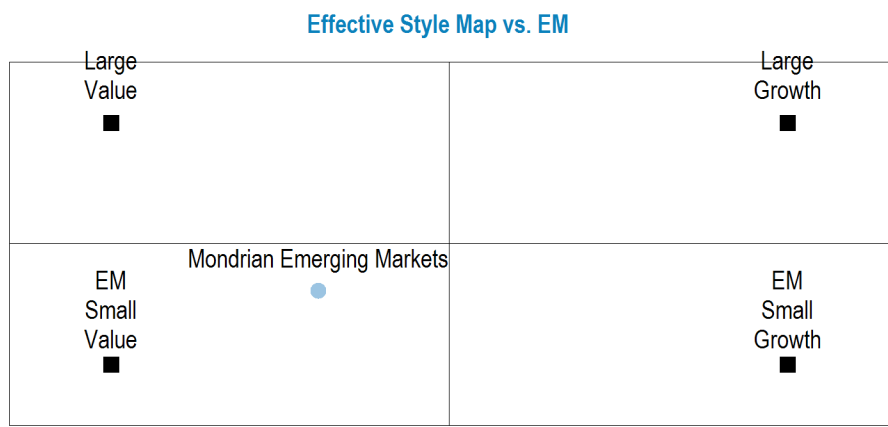 Effective Style Map vs. EM
Large
Value
Large
Growth
Mondrian Emerging Markets
EM
Small
Value
EM
Small
Growth